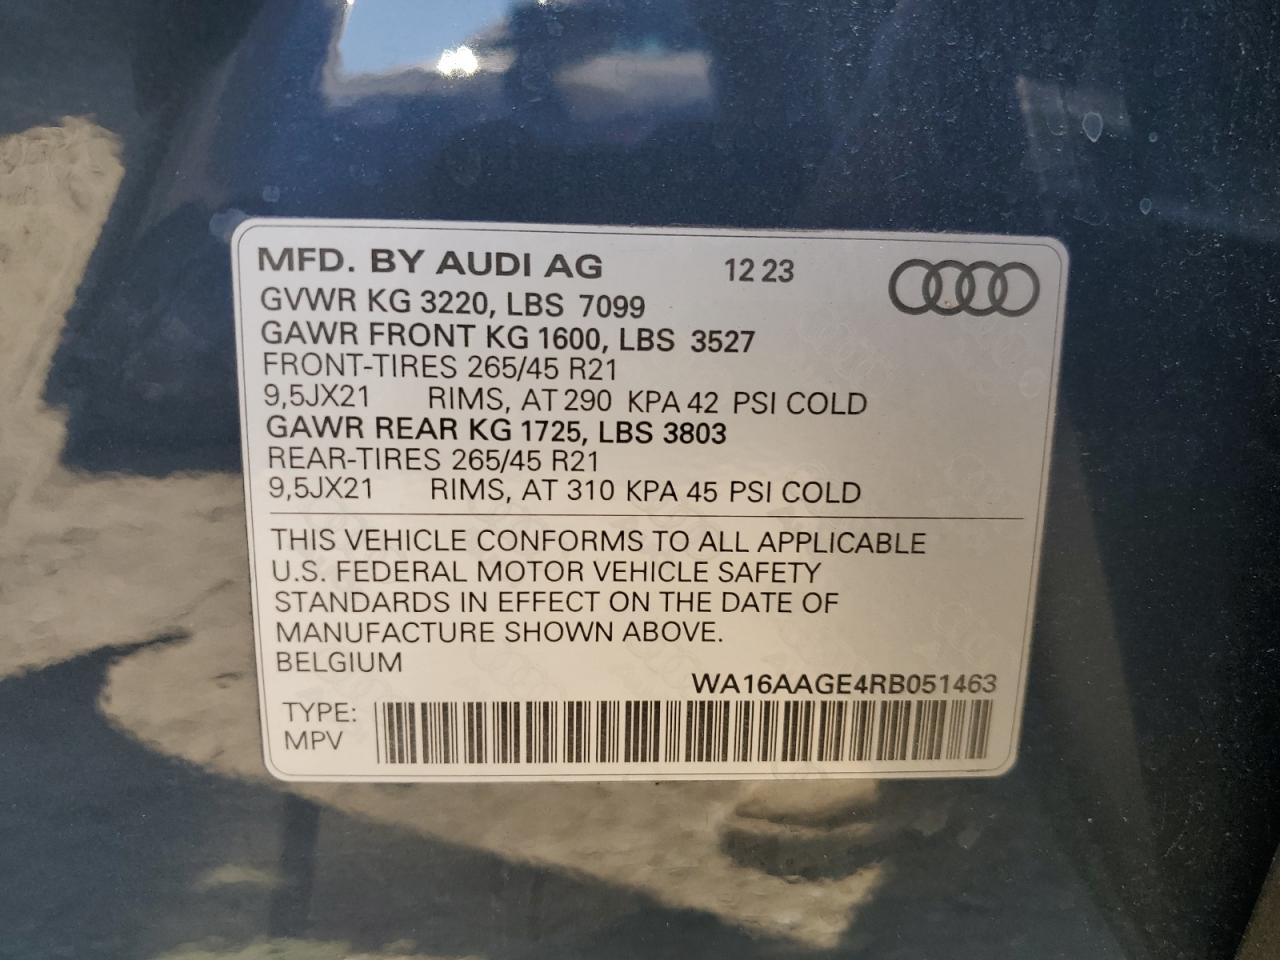 MFD. BY AUDI AG 12 23
GVWR KG 3220, LBS 7099
GAWR FRONT KG 1600, LBS 3527
FRONT-TIRES 265/45 R21
9,5JX21 RIMS, AT 290 KPA 42 PSI COLD
GAWR REAR KG 1725, LBS 3803
REAR-TIRES 265/45 R21
9,5JX21 RIMS, AT 310 KPA 45 PSI COLD
THIS VEHICLE CONFORMS TO ALL APPLICABLE
U.S. FEDERAL MOTOR VEHICLE SAFETY
STANDARDS IN EFFECT ON THE DATE OF
MANUFACTURE SHOWN ABOVE.
BELGIUM
WA16AAGE4RB051463
TYPE:
MPV